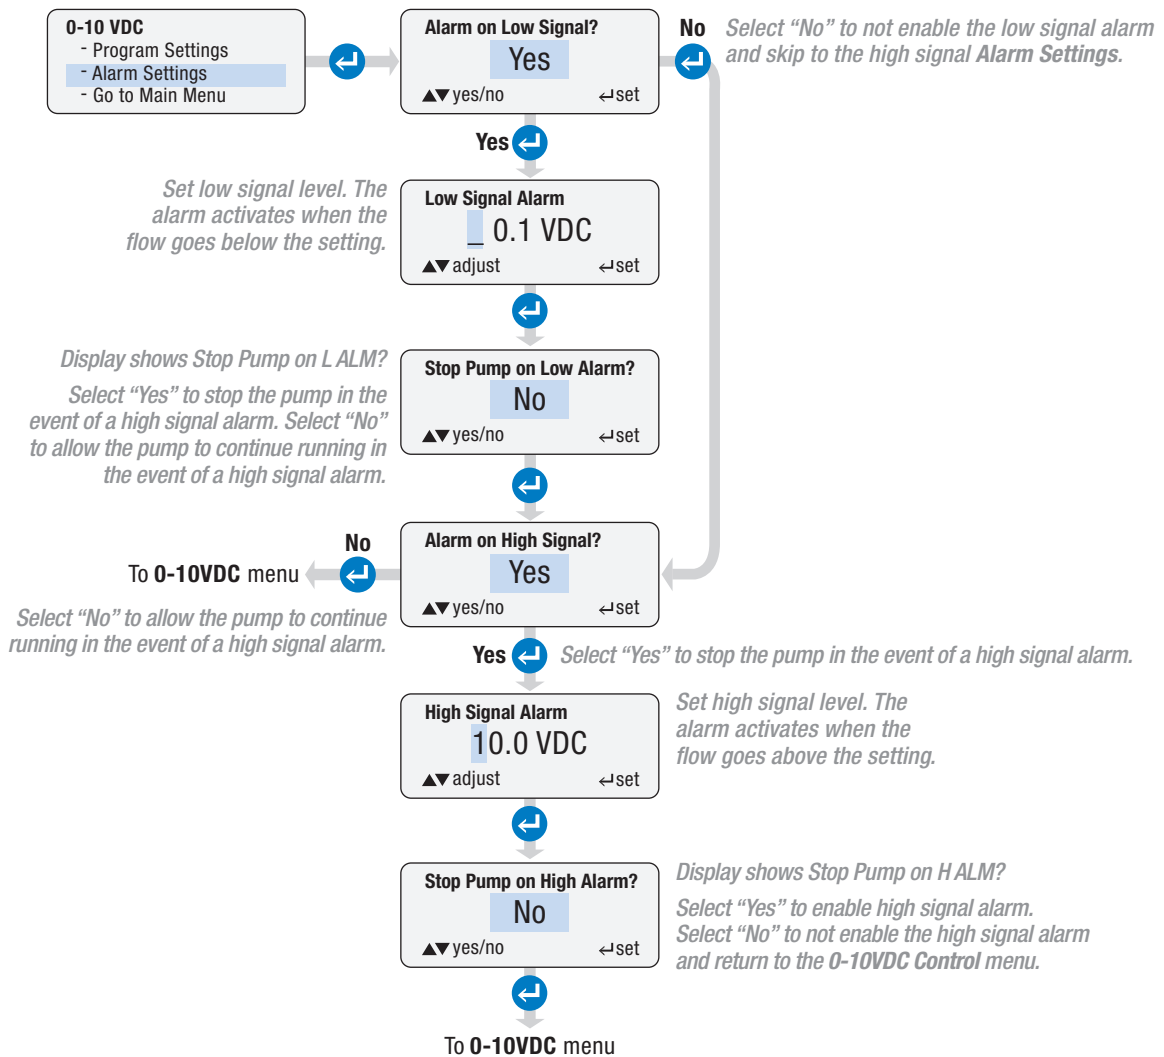 0-10 VDC
- Program Settings
- Alarm Settings
- Go to Main Menu
Alarm on Low Signal?
Yes
▲▼ yes/no ↵set
No
Select “No” to not enable the low signal alarm
and skip to the high signal Alarm Settings.
Yes
Set low signal level. The
alarm activates when the
flow goes below the setting.
Low Signal Alarm
_ 0.1 VDC
▲▼ adjust ↵set
Display shows Stop Pump on L ALM?
Select “Yes” to stop the pump in the
event of a high signal alarm. Select “No”
to allow the pump to continue running in
the event of a high signal alarm.
Stop Pump on Low Alarm?
No
▲▼ yes/no ↵set
Alarm on High Signal?
Yes
▲▼ yes/no ↵set
No
To 0-10VDC menu
Select “No” to allow the pump to continue
running in the event of a high signal alarm.
Yes
Select “Yes” to stop the pump in the event of a high signal alarm.
High Signal Alarm
10.0 VDC
▲▼ adjust ↵set
Set high signal level. The
alarm activates when the
flow goes above the setting.
Stop Pump on High Alarm?
No
▲▼ yes/no ↵set
Display shows Stop Pump on H ALM?
Select “Yes” to enable high signal alarm.
Select “No” to not enable the high signal alarm
and return to the 0-10VDC Control menu.
To 0-10VDC menu